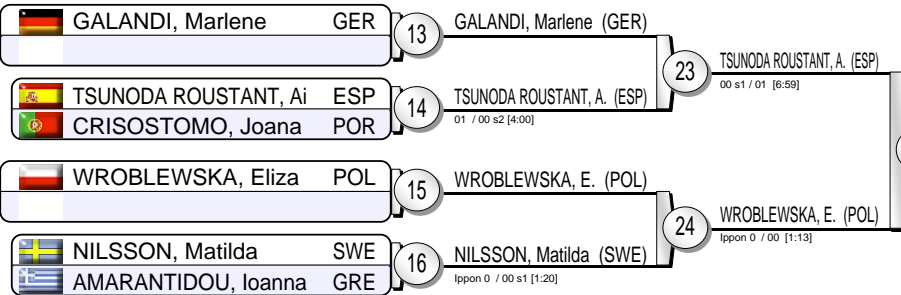 GALANDI, Marlene GER
13
GALANDI, Marlene (GER)
TSUNODA ROUSTANT, Ai ESP
CRISOSTOMO, Joana POR
14
TSUNODA ROUSTANT, A. (ESP)
01 / 00 s2 [4:00]
23
TSUNODA ROUSTANT, A. (ESP)
00 s1 / 01 [6:59]
WROBLEWSKA, Eliza POL
15
WROBLEWSKA, E. (POL)
NILSSON, Matilda SWE
AMARANTIDOU, Ioanna GRE
16
NILSSON, Matilda (SWE)
Ippon 0 / 00 s1 [1:20]
24
WROBLEWSKA, E. (POL)
Ippon 0 / 00 [1:13]